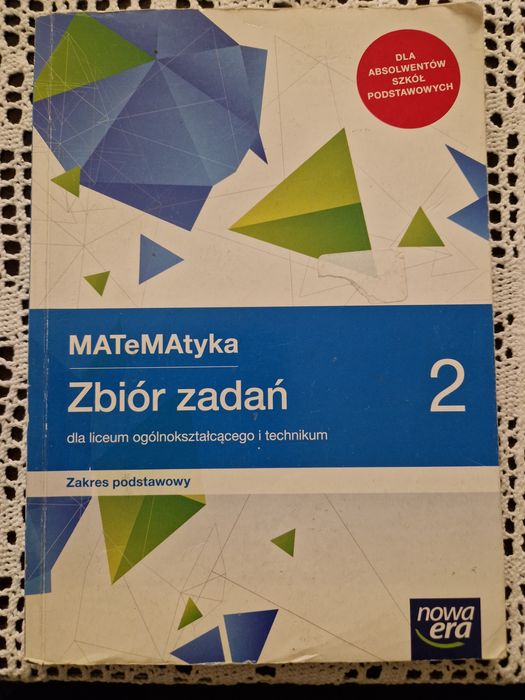 DLA
ABSOLWENTÓW
SZKÓŁ
PODSTAWOWYCH
MATeMAtyka
Zbiór zadań
2
dla liceum ogólnokształcącego i technikum
Zakres podstawowy
nowa
era